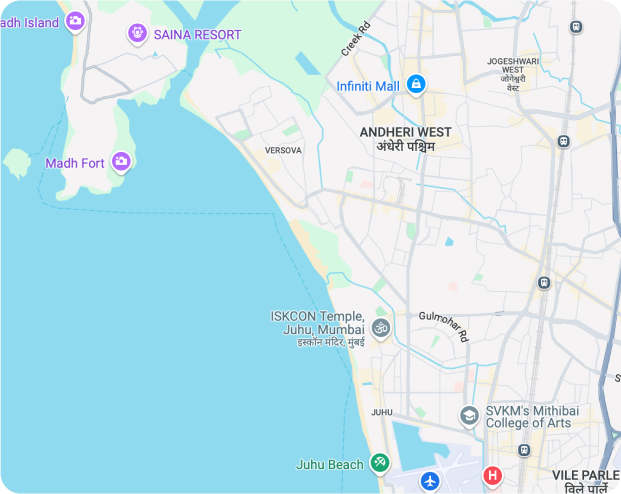 adh Island
SAINA RESORT
Creek Rd
JOGESHWARI
WEST
जोगेश्वरी
वेस्ट
Infiniti Mall
ANDHERI WEST
अंधेरी पश्चिम
VERSOVA
Madh Fort
ISKCON Temple,
Juhu, Mumbai
इस्कॉन मंदिर, मुंबई
Gulmohar Rd
S
JUHU
SVKM's Mithibai
College of Arts
Juhu Beach
H
VILE PARLE
विले पार्ले